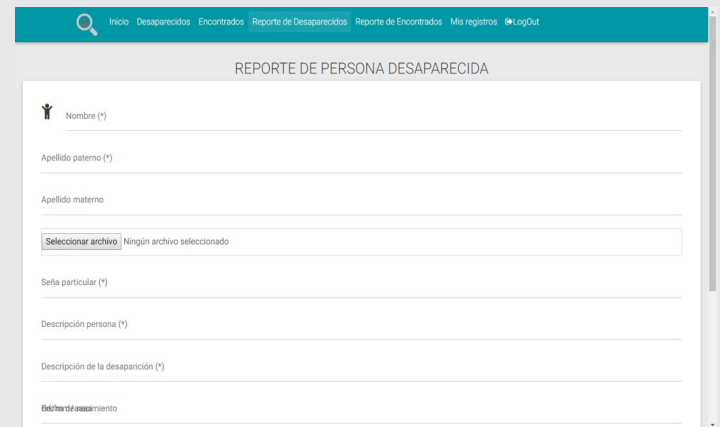 Inicio Desaparecidos Encontrados Reporte de Desaparecidos Reporte de Encontrados Mis registros LogOut
REPORTE DE PERSONA DESAPARECIDA
Nombre (*)
Apellido paterno (*)
Apellido materno
Seleccionar archivo Ningún archivo seleccionado
Seña particular (*)
Descripción persona (*)
Descripción de la desaparición (*)